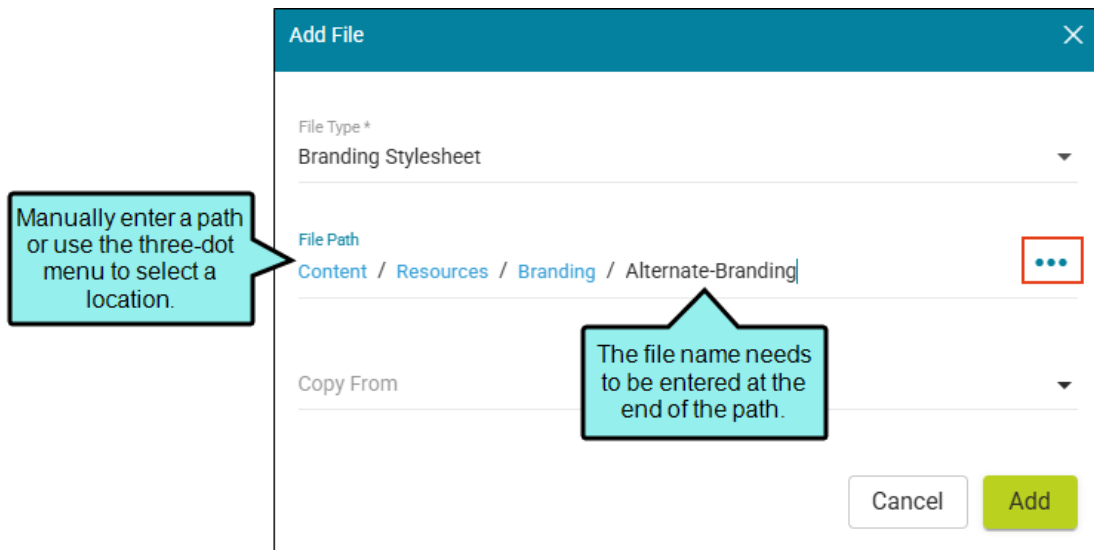 Add File
File Type *
Branding Stylesheet
Manually enter a path
or use the three-dot
menu to select a
location.
File Path
Content / Resources / Branding / Alternate-Branding
The file name needs
to be entered at the
end of the path.
Copy From
Cancel
Add